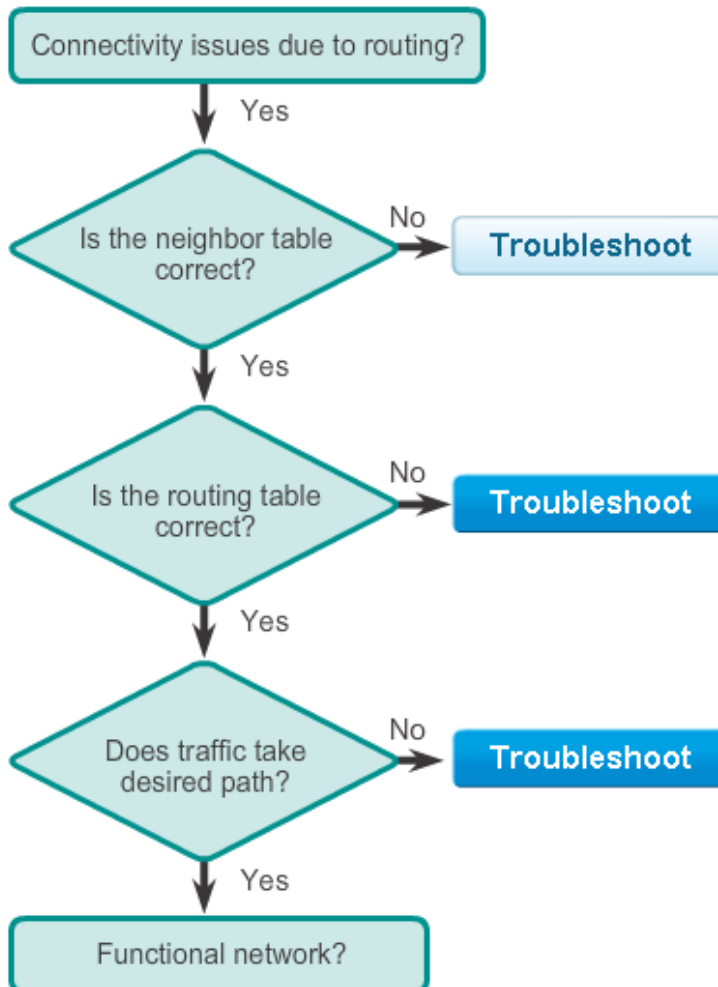 Connectivity issues due to routing?
Yes
Is the neighbor table
correct?
No
Troubleshoot
Yes
Is the routing table
correct?
No
Troubleshoot
Yes
Does traffic take
desired path?
No
Troubleshoot
Yes
Functional network?